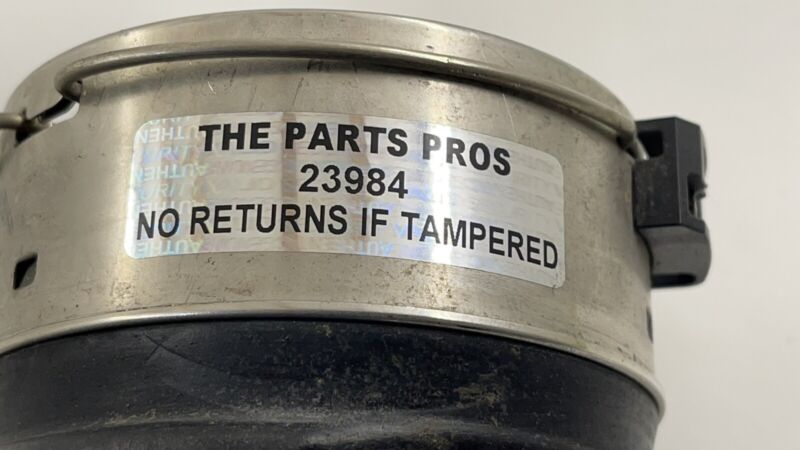 THE PARTS PROS
23984
NO RETURNS IF TAMPERED